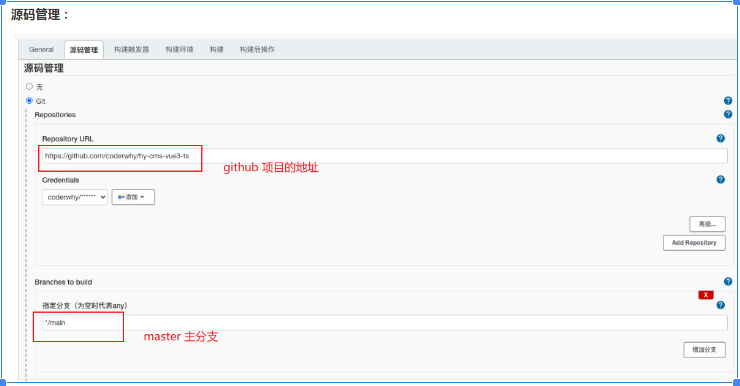 源码管理：
General 源码管理 构建触发器 构建环境 构建 构建后操作
源码管理
无
Git
Repositories
Repository URL
https://github.com/coderwhy/hy-cms-vue3-ts
github 项目的地址
Credentials
coderwhy/****** 添加
高级...
Add Repository
Branches to build
X
指定分支（为空时代表any）
*/main
master 主分支
增加分支